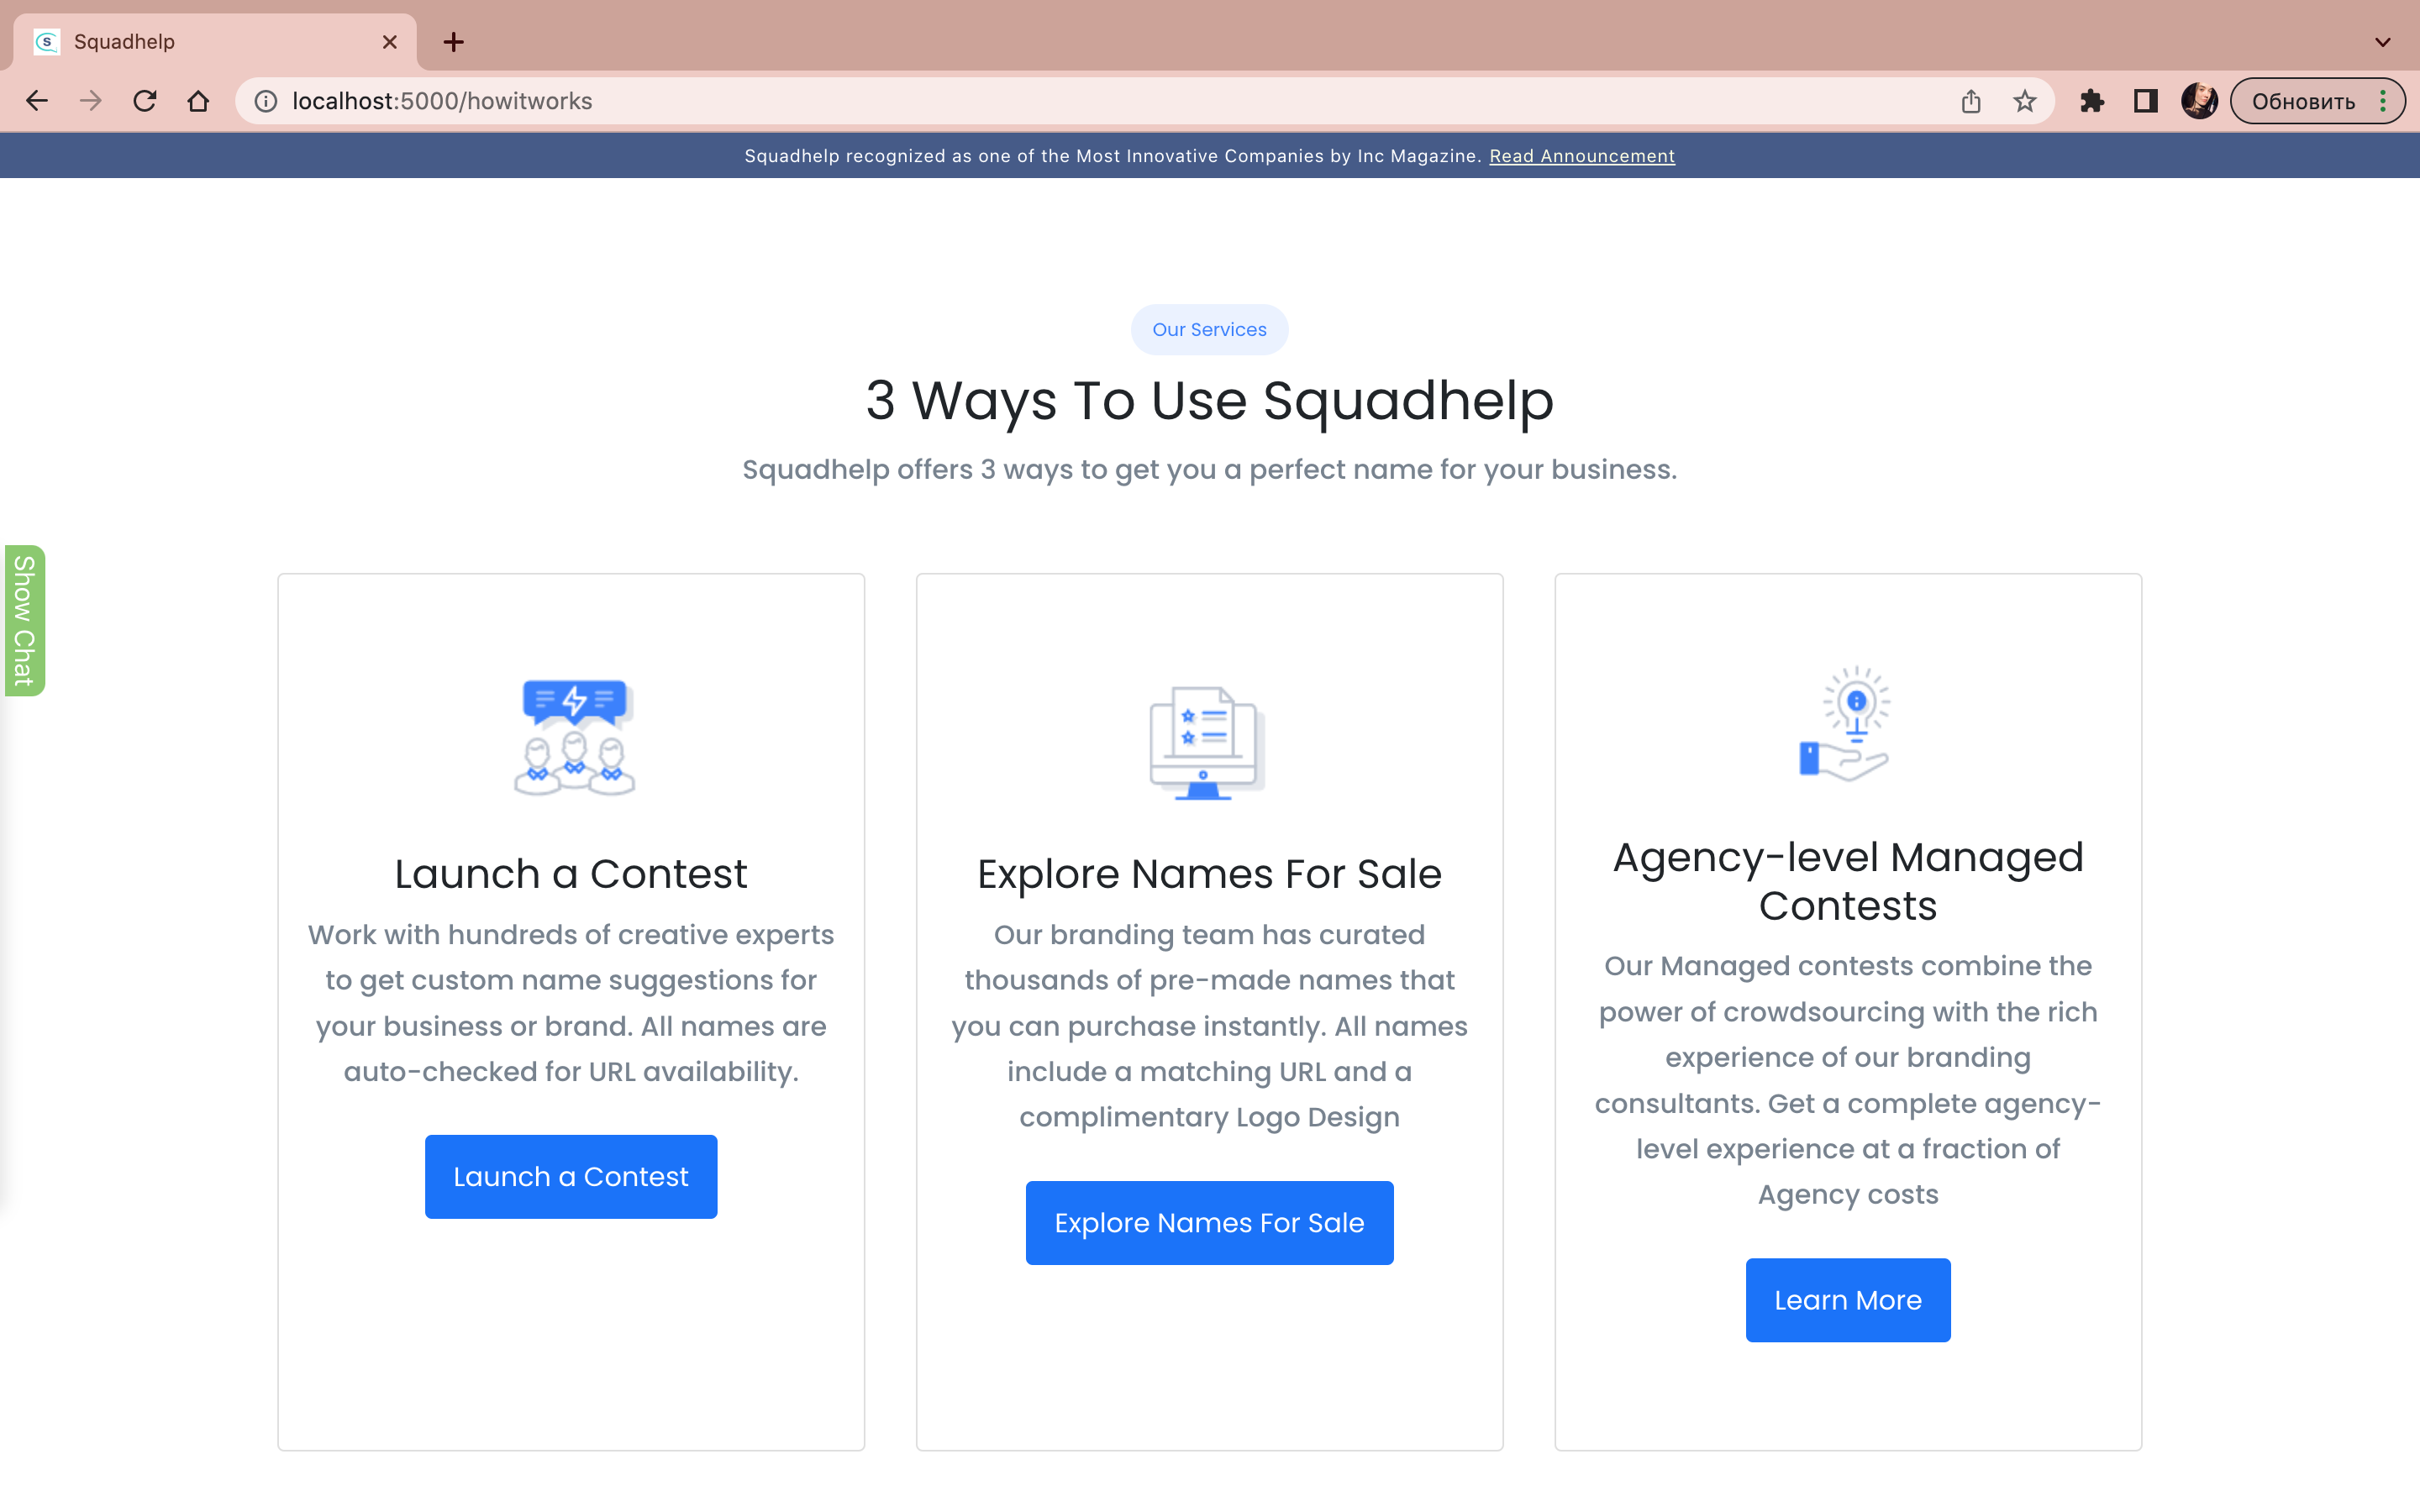 Squadhelp
localhost:5000/howitworks
Обновить
Squadhelp recognized as one of the Most Innovative Companies by Inc Magazine. Read Announcement
Our Services
3 Ways To Use Squadhelp
Squadhelp offers 3 ways to get you a perfect name for your business.
Show Chat
Launch a Contest
Work with hundreds of creative experts
to get custom name suggestions for
your business or brand. All names are
auto-checked for URL availability.
Launch a Contest
Explore Names For Sale
Our branding team has curated
thousands of pre-made names that
you can purchase instantly. All names
include a matching URL and a
complimentary Logo Design
Explore Names For Sale
Agency-level Managed
Contests
Our Managed contests combine the
power of crowdsourcing with the rich
experience of our branding
consultants. Get a complete agency-
level experience at a fraction of
Agency costs
Learn More